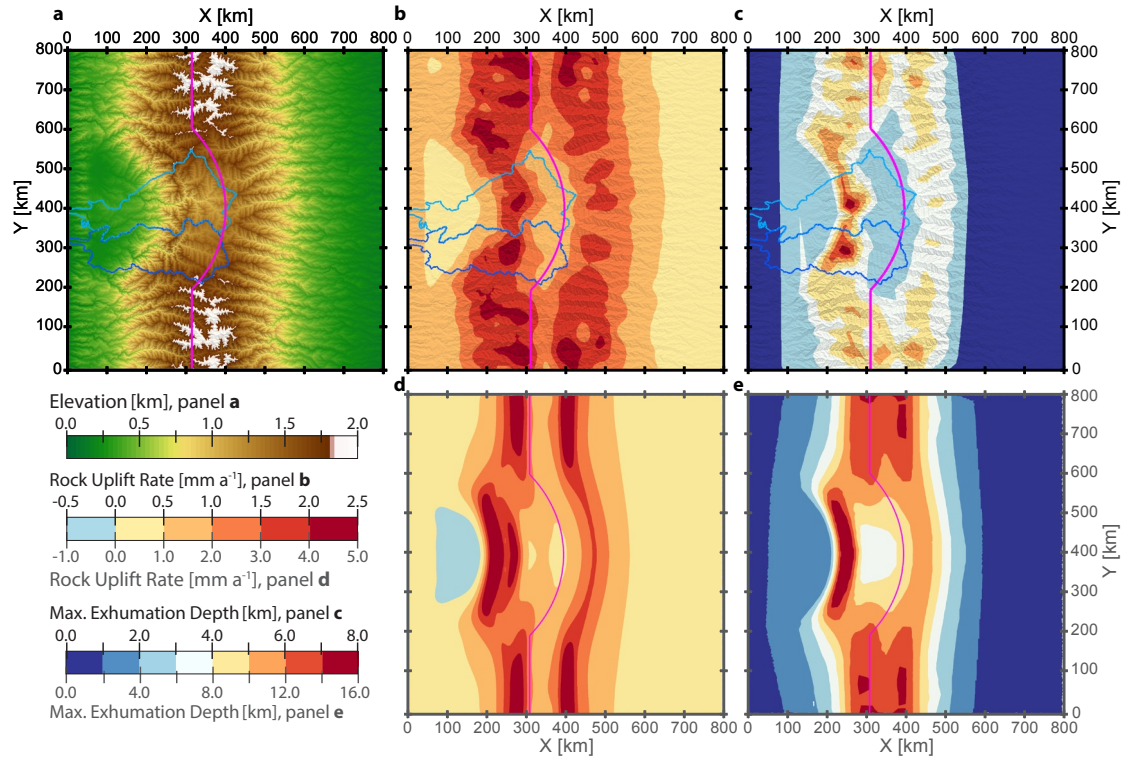 a X [km] b X [km] c X [km]
0 100 200 300 400 500 600 700 800
0 100 200 300 400 500 600 700 800
0 100 200 300 400 500 600 700 800
800
700
600
500
400
300
200
100
0
Y [km]
800
700
600
500
400
300
200
100
0
Y [km]
d e
Elevation [km], panel a
0.0 0.5 1.0 1.5 2.0
Rock Uplift Rate [mm a⁻¹], panel b
-0.5 0.0 0.5 1.0 1.5 2.0 2.5
-1.0 0.0 1.0 2.0 3.0 4.0 5.0
Rock Uplift Rate [mm a⁻¹], panel d
Max. Exhumation Depth [km], panel c
0.0 2.0 4.0 6.0 8.0
0.0 4.0 8.0 12.0 16.0
Max. Exhumation Depth [km], panel e
800
700
600
500
400
300
200
100
0
Y [km]
0 100 200 300 400 500 600 700 800
X [km]
0 100 200 300 400 500 600 700 800
X [km]